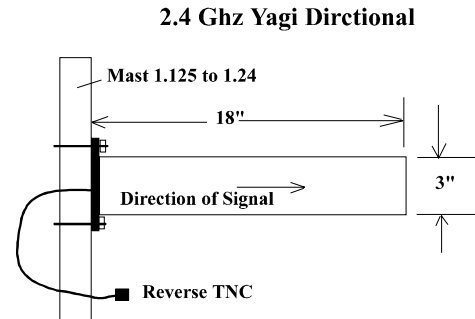 2.4 Ghz Yagi Dirctional
Mast 1.125 to 1.24
18"
3"
Direction of Signal
Reverse TNC